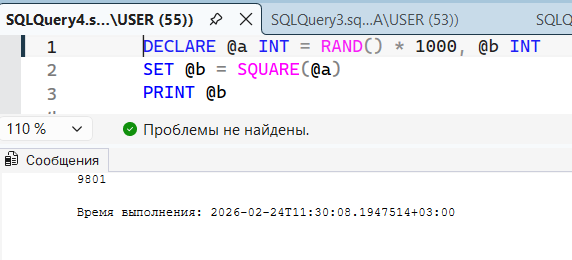 SQLQuery4.s...\USER (55))
SQLQuery3.sq...A\USER (53))
SQLQ
1 DECLARE @a INT = RAND() * 1000, @b INT
2 SET @b = SQUARE(@a)
3 PRINT @b
110 %
Проблемы не найдены.
Сообщения
9801
Время выполнения: 2026-02-24T11:30:08.1947514+03:00